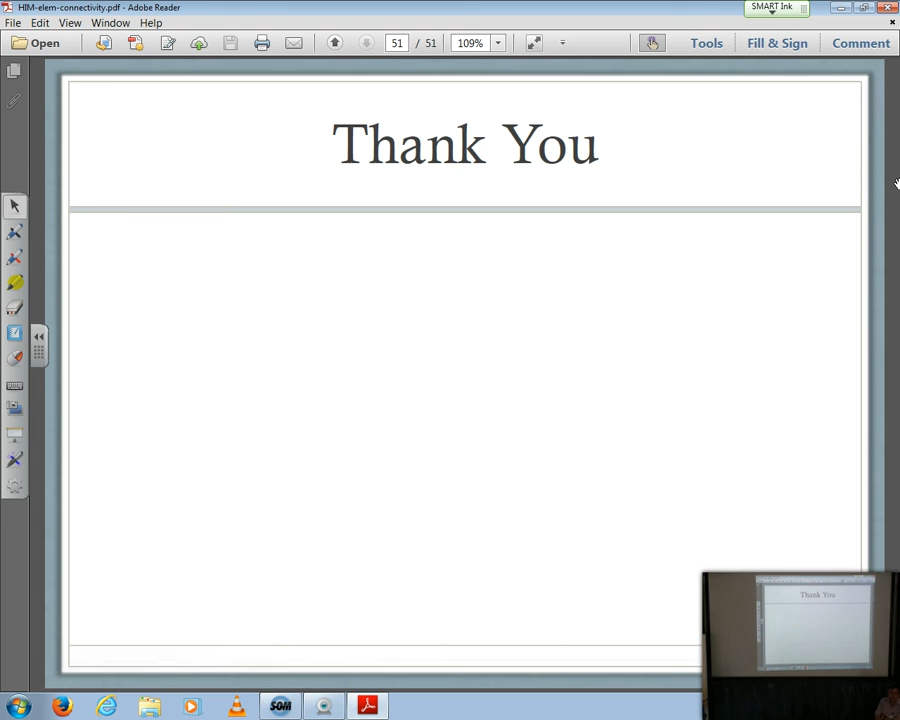 HIM-elem-connectivity.pdf - Adobe Reader
SMART Ink
File Edit View Window Help
Open 51 / 51 109% Tools Fill & Sign Comment
Thank You
SOM
Thank You